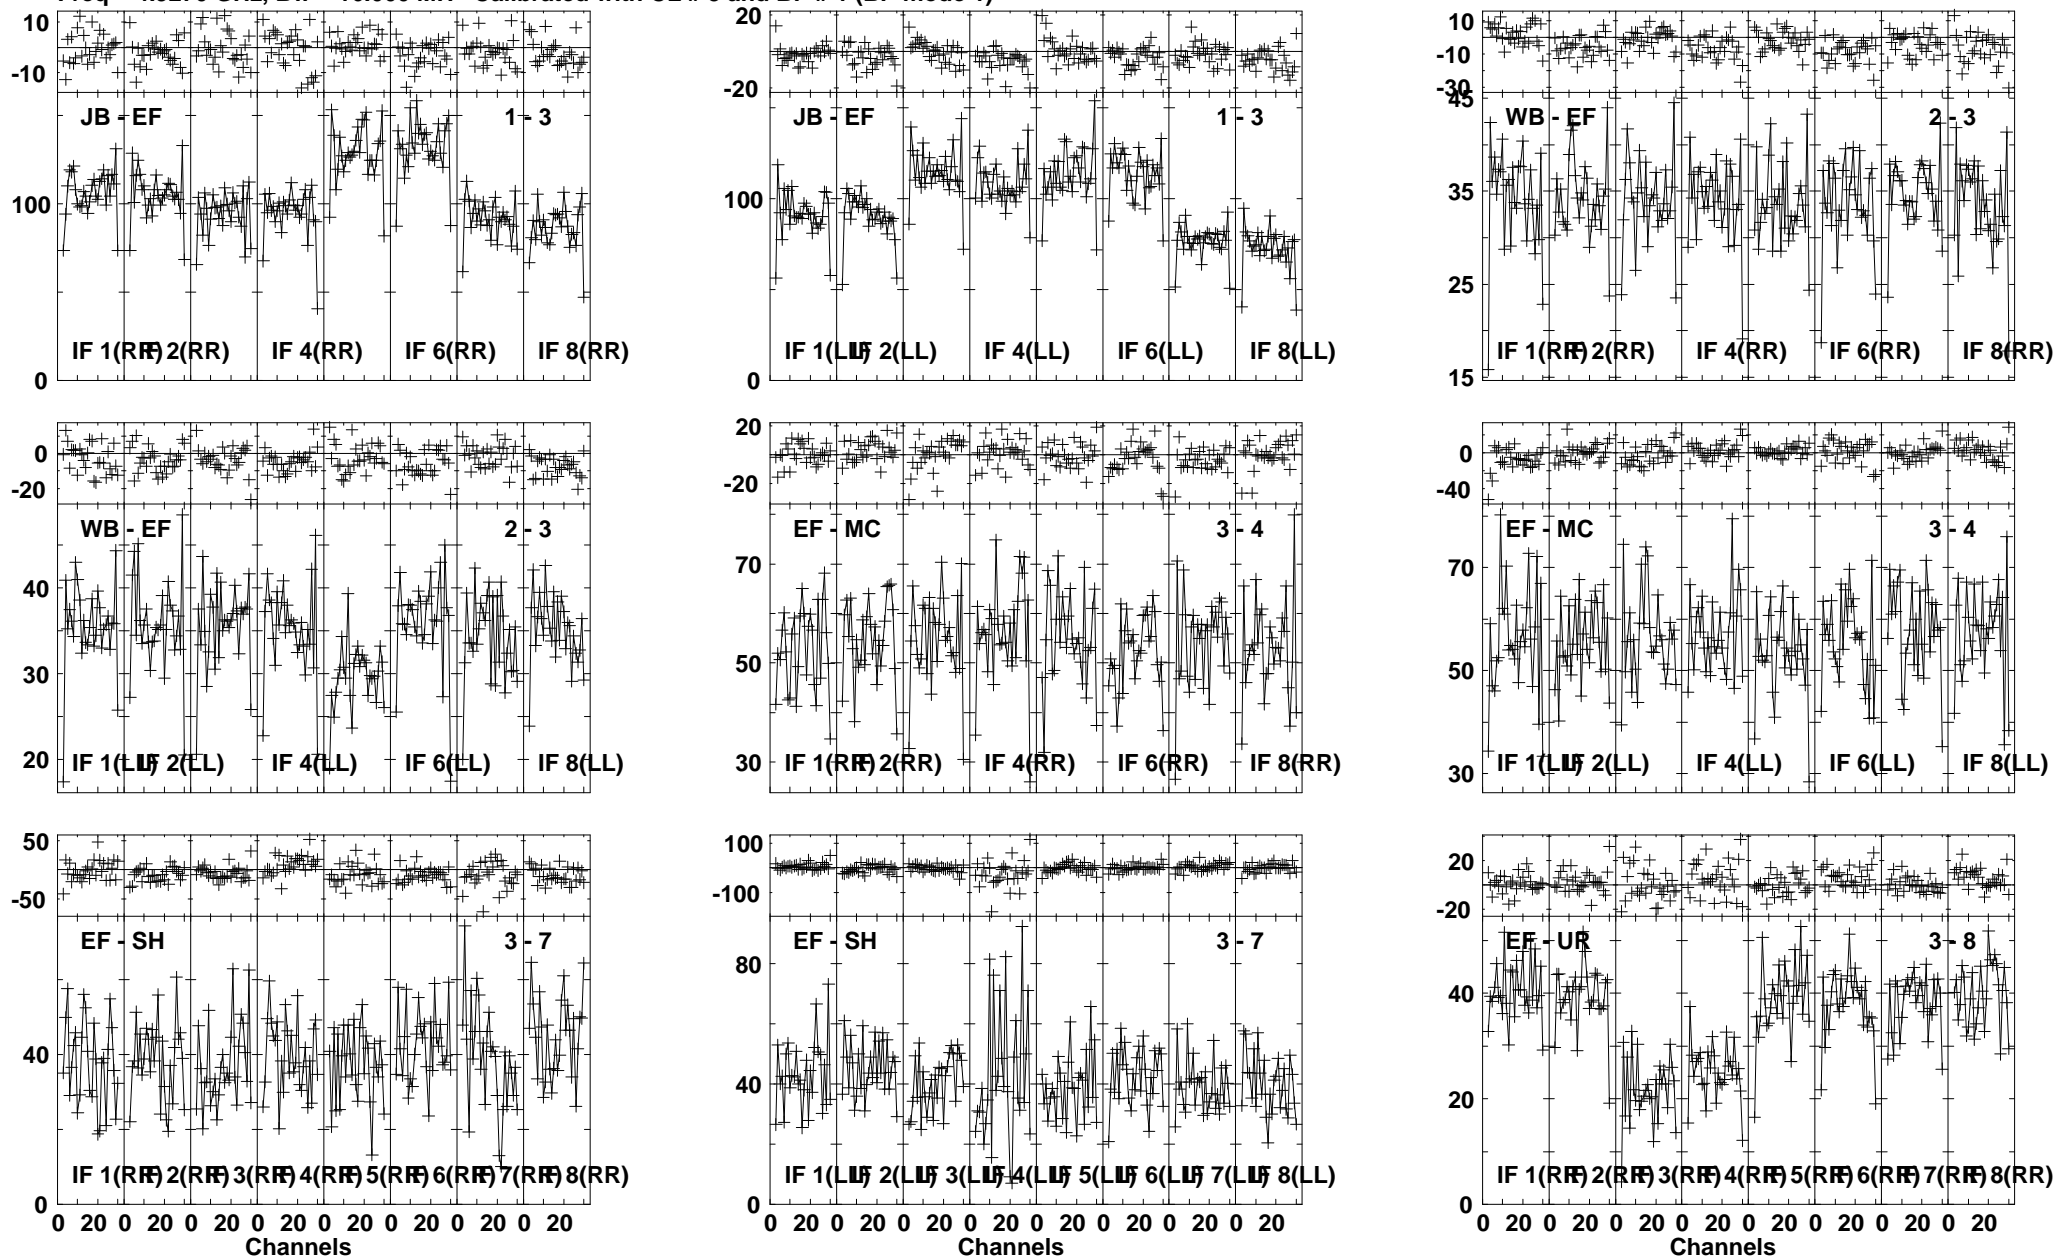 10
-10
JB - EF 1 - 3
100
IF 1(RR) IF 2(RR) IF 4(RR) IF 6(RR) IF 8(RR)
0
20
0
-20
JB - EF 1 - 3
100
IF 1(LL) IF 2(LL) IF 4(LL) IF 6(LL) IF 8(LL)
0
10
-10
-30
45
WB - EF 2 - 3
35
25
IF 1(RR) IF 2(RR) IF 4(RR) IF 6(RR) IF 8(RR)
15
0
-20
WB - EF 2 - 3
40
30
20
IF 1(LL) IF 2(LL) IF 4(LL) IF 6(LL) IF 8(LL)
20
0
-20
EF - MC 3 - 4
70
50
30
IF 1(RR) IF 2(RR) IF 4(RR) IF 6(RR) IF 8(RR)
0
-40
EF - MC 3 - 4
70
50
30
IF 1(LL) IF 2(LL) IF 4(LL) IF 6(LL) IF 8(LL)
50
0
-50
EF - SH 3 - 7
40
IF 1(RR) IF 2(RR) IF 3(RR) IF 4(RR) IF 5(RR) IF 6(RR) IF 7(RR) IF 8(RR)
0
0 20 0 20 0 20 0 20 0 20 0 20 0 20 0 20
Channels
100
0
-100
EF - SH 3 - 7
80
40
IF 1(LL) IF 2(LL) IF 3(LL) IF 4(LL) IF 5(LL) IF 6(LL) IF 7(LL) IF 8(LL)
0
0 20 0 20 0 20 0 20 0 20 0 20 0 20 0 20
Channels
20
0
-20
EF - UR 3 - 8
40
20
IF 1(RR) IF 2(RR) IF 3(RR) IF 4(RR) IF 5(RR) IF 6(RR) IF 7(RR) IF 8(RR)
0
0 20 0 20 0 20 0 20 0 20 0 20 0 20 0 20
Channels